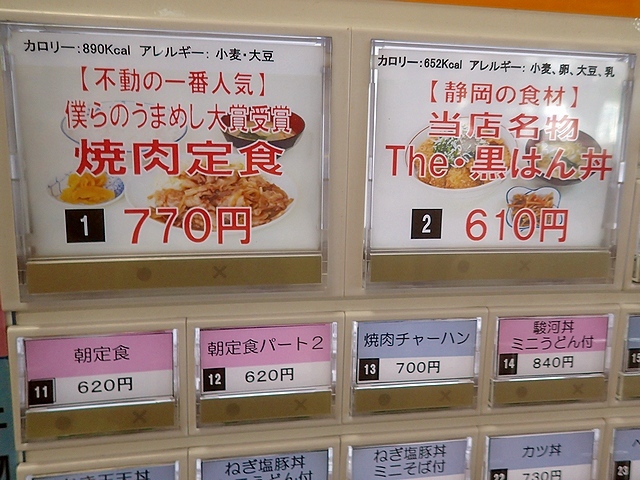 カロリー:890Kcal アレルギー: 小麦・大豆
【不動の一番人気】
僕らのうまめし大賞受賞
焼肉定食
1 770円
カロリー:652Kcal アレルギー: 小麦、卵、大豆、乳
【静岡の食材】
当店名物
The・黒はん丼
2 610円
朝定食
11 620円
朝定食パート2
12 620円
焼肉チャーハン
13 700円
駿河丼
ミニうどん付
14 840円
15
ねぎ塩豚丼
ねぎ塩豚丼
ミニそば付
カツ丼
22 730円
23